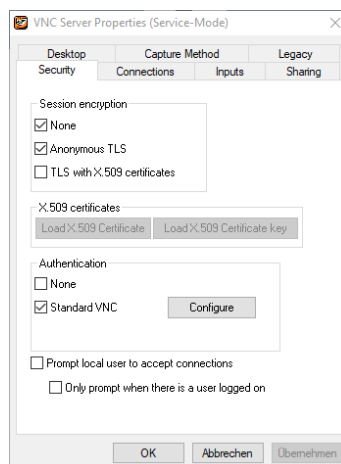 VNC Server Properties (Service-Mode)
Desktop Capture Method Legacy
Security Connections Inputs Sharing
Session encryption
None
Anonymous TLS
TLS with X.509 certificates
X.509 certificates
Load X.509 Certificate Load X.509 Certificate key
Authentication
None
Standard VNC Configure
Prompt local user to accept connections
Only prompt when there is a user logged on
OK Abbrechen Übernehmen